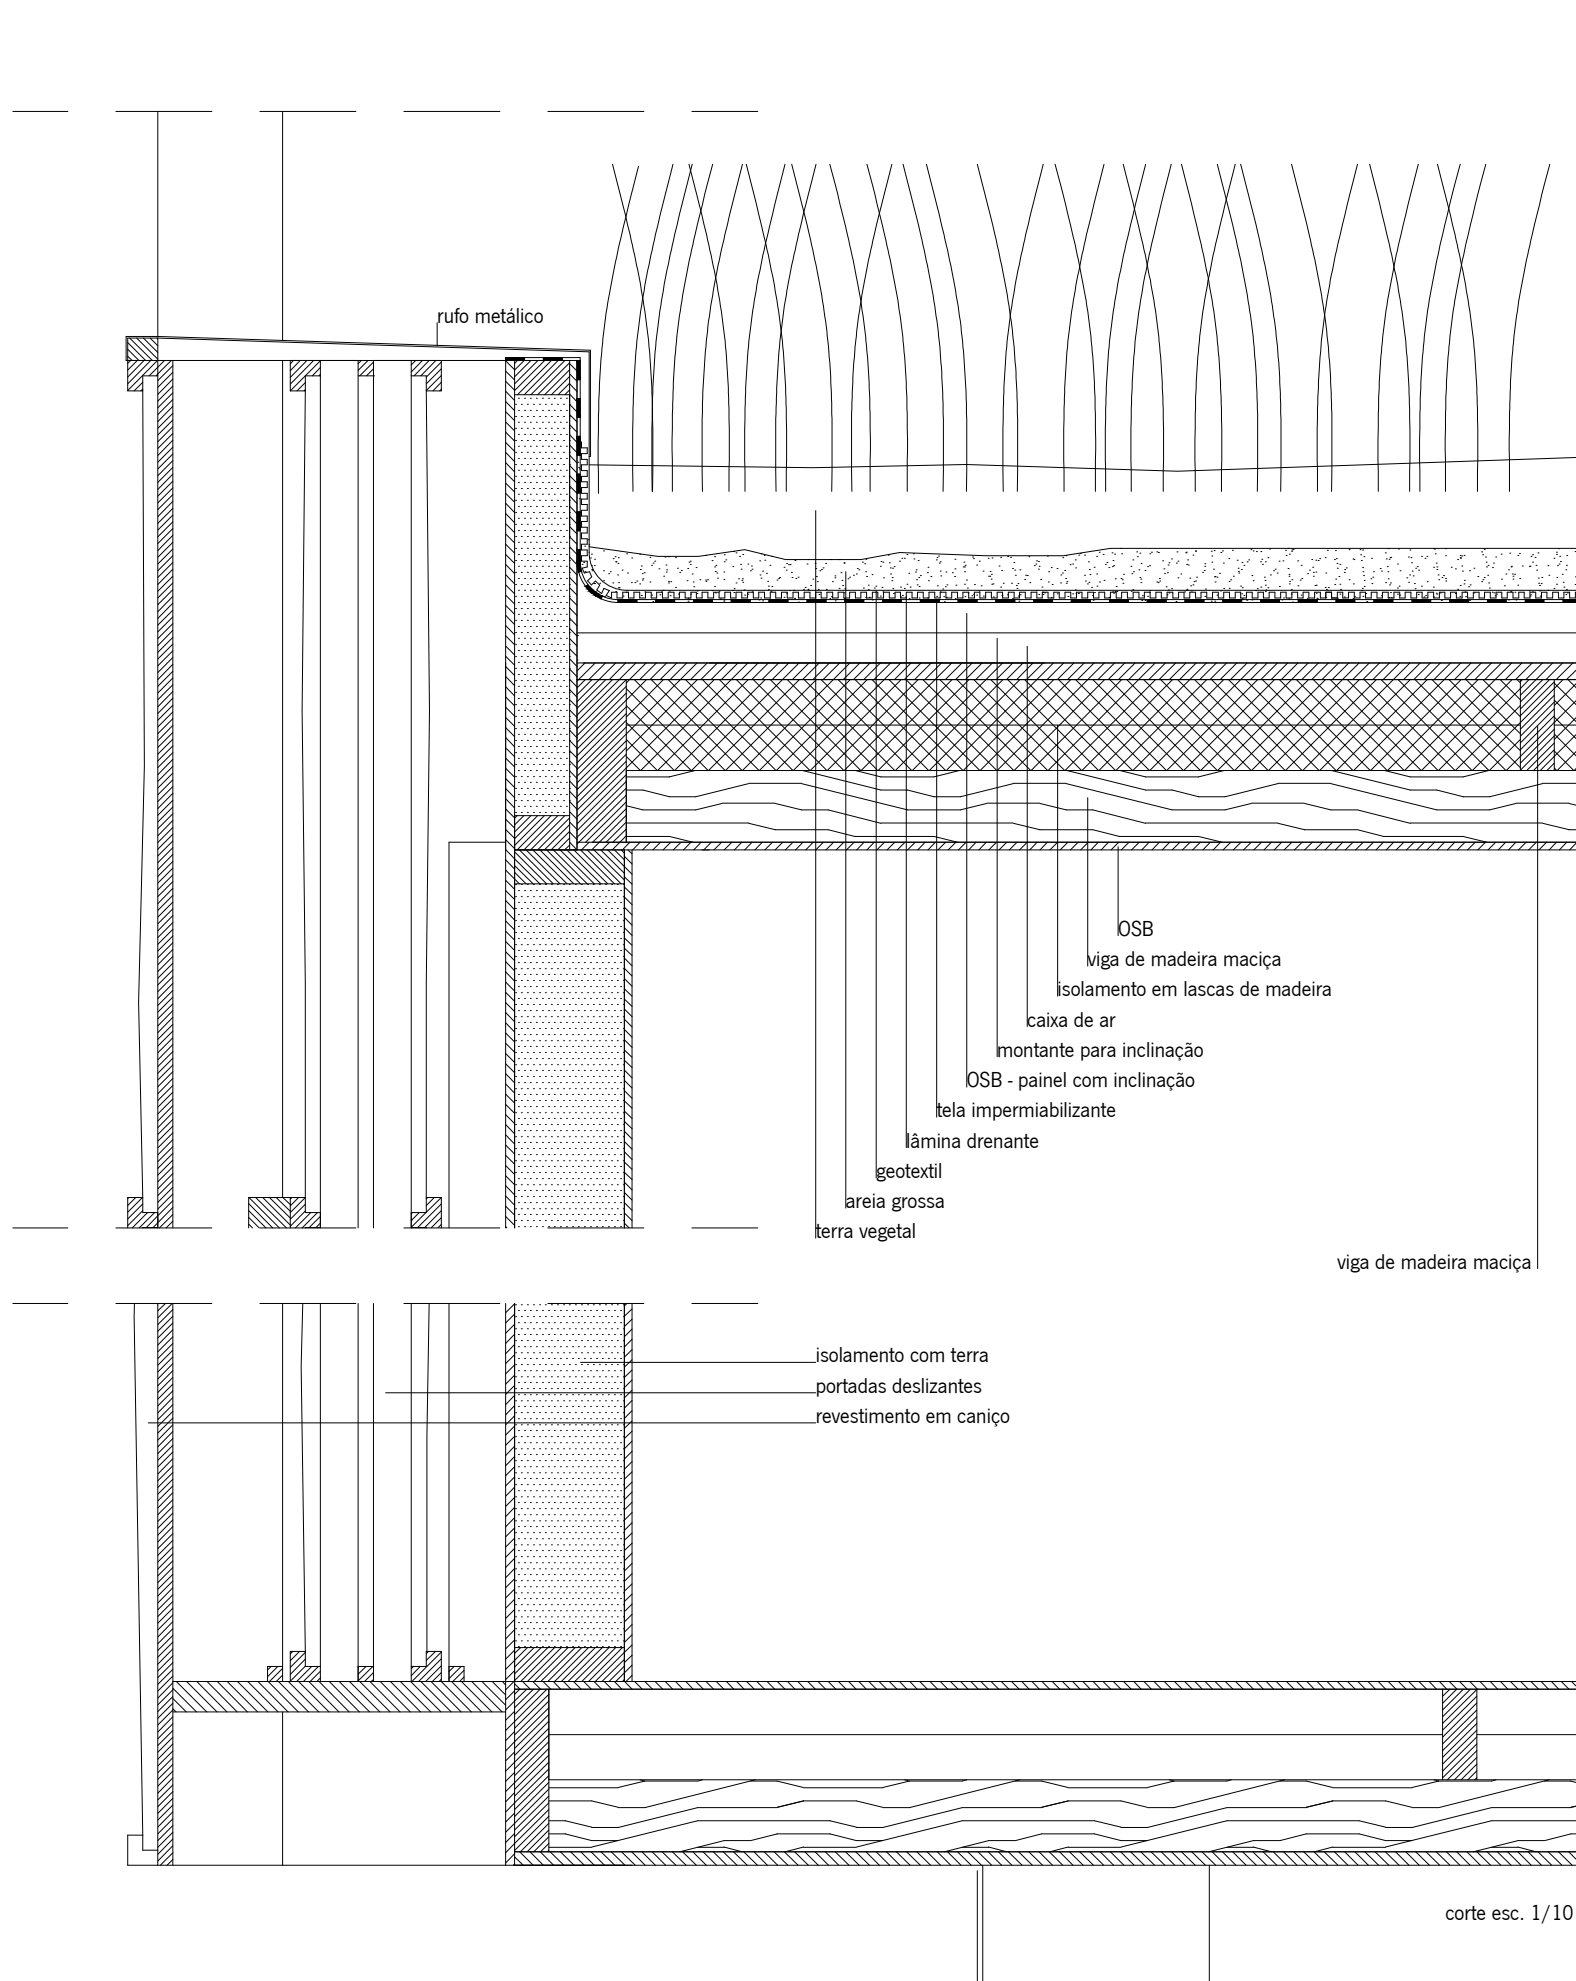 rufo metálico
OSB
viga de madeira maciça
isolamento em lascas de madeira
caixa de ar
montante para inclinação
OSB - painel com inclinação
tela impermiabilizante
lâmina drenante
geotextil
areia grossa
terra vegetal
viga de madeira maciça
isolamento com terra
portadas deslizantes
revestimento em caniço
corte esc. 1/10